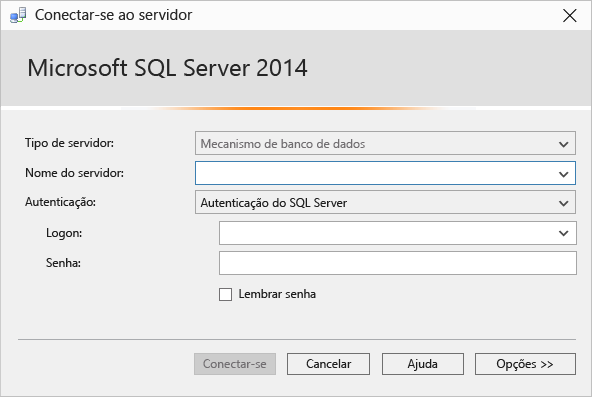 Conectar-se ao servidor
Microsoft SQL Server 2014
Tipo de servidor: Mecanismo de banco de dados
Nome do servidor:
Autenticação: Autenticação do SQL Server
Logon:
Senha:
Lembrar senha
Conectar-se Cancelar Ajuda Opções >>